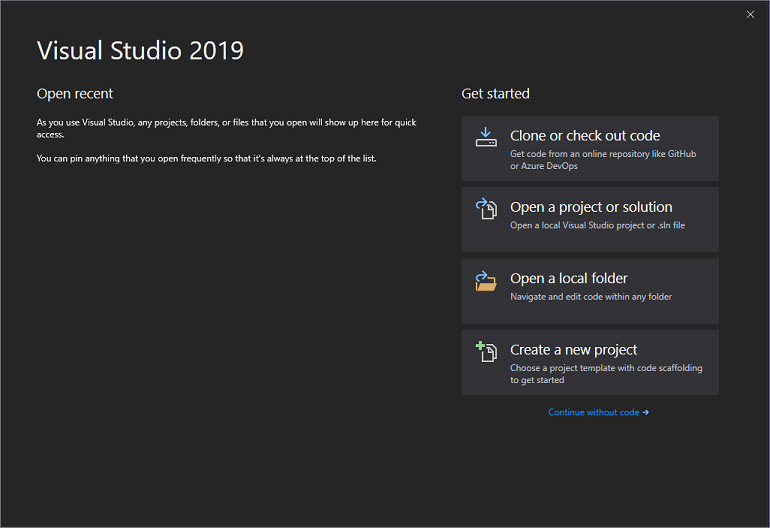 Visual Studio 2019
Open recent
As you use Visual Studio, any projects, folders, or files that you open will show up here for quick
access.
You can pin anything that you open frequently so that it's always at the top of the list.
Get started
Clone or check out code
Get code from an online repository like GitHub
or Azure DevOps
Open a project or solution
Open a local Visual Studio project or .sln file
Open a local folder
Navigate and edit code within any folder
Create a new project
Choose a project template with code scaffolding
to get started
Continue without code →